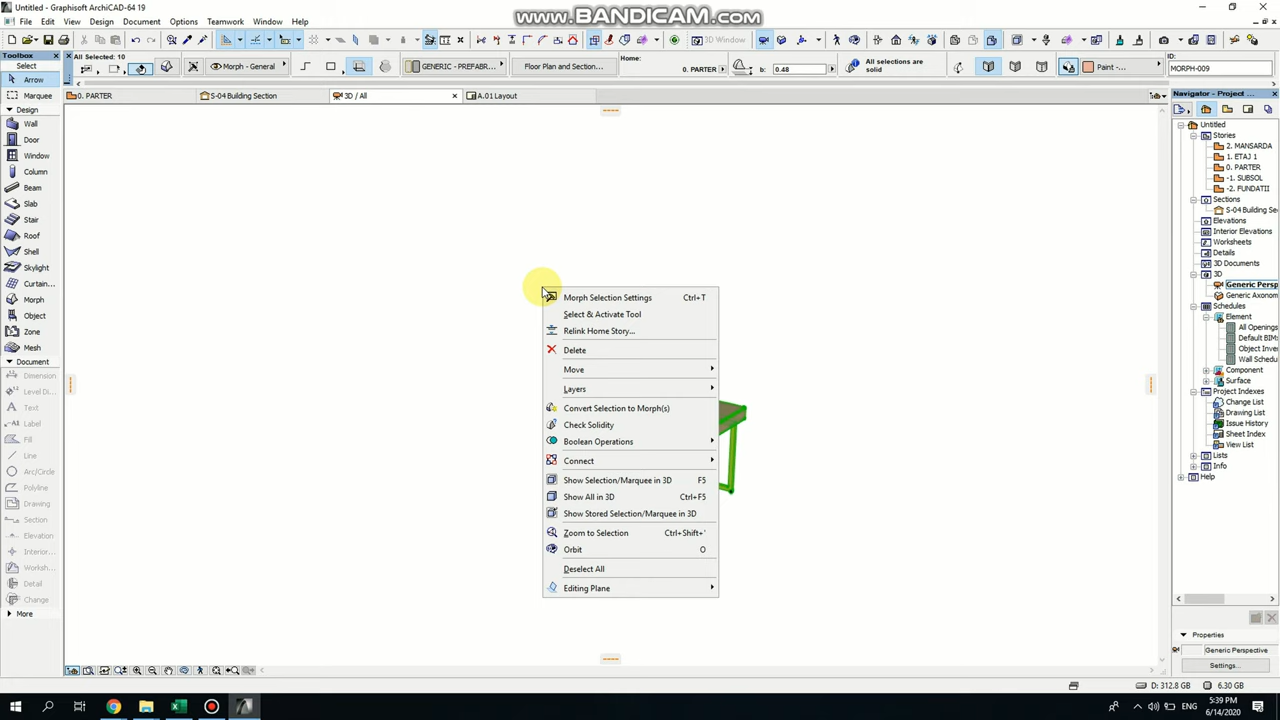 Untitled - Graphisoft ArchiCAD-64 19
www.BANDICAM.com
File Edit View Design Document Options Teamwork Window Help
3D Window
Toolbox
Select
Arrow
Marquee
Design
Wall
Door
Window
Column
Beam
Slab
Stair
Roof
Shell
Skylight
Curtain...
Morph
Object
Zone
Mesh
Document
Dimension
Level Di...
Text
Label
Fill
Line
Arc/Circle
Polyline
Drawing
Section
Elevation
Interior...
Worksh...
Detail
Change
More
All Selected: 10
Morph - General
GENERIC - PREFABR...
Floor Plan and Section...
Home:
0. PARTER
b:
0.48
All selections are solid
Paint -...
ID:
MORPH-009
0. PARTER
S-04 Building Section
3D / All
A.01 Layout
Morph Selection Settings Ctrl+T
Select & Activate Tool
Relink Home Story...
Delete
Move
Layers
Convert Selection to Morph(s)
Check Solidity
Boolean Operations
Connect
Show Selection/Marquee in 3D F5
Show All in 3D Ctrl+F5
Show Stored Selection/Marquee in 3D
Zoom to Selection Ctrl+Shift+'
Orbit O
Deselect All
Editing Plane
Navigator - Project ...
Untitled
Stories
2. MANSARDA
1. ETAJ 1
0. PARTER
-1. SUBSOL
-2. FUNDATII
Sections
S-04 Building Se
Elevations
Interior Elevations
Worksheets
Details
3D Documents
3D
Generic Persp
Generic Axonom
Schedules
Element
All Openings
Default BIM
Object Inve
Wall Schedu
Component
Surface
Project Indexes
Change List
Drawing List
Issue History
Sheet Index
View List
Lists
Info
Help
Properties
Generic Perspective
Settings...
D: 312.8 GB
6.30 GB
ENG
5:39 PM
6/14/2020